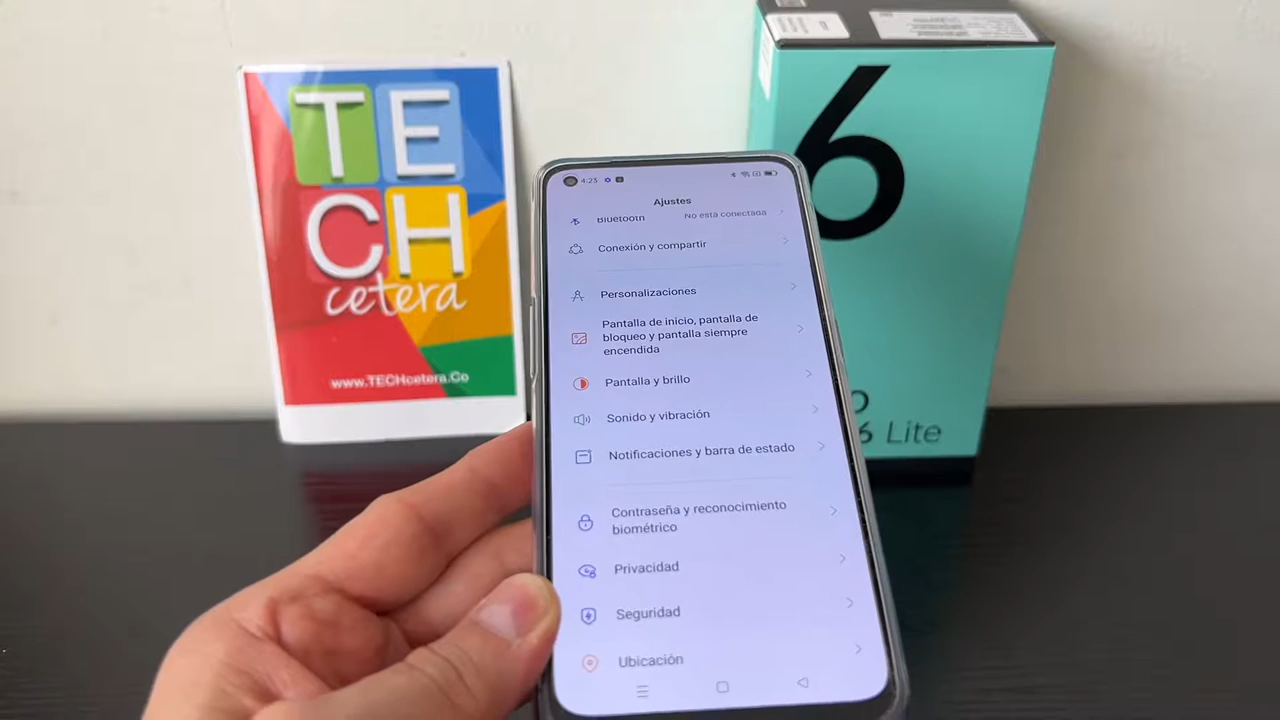 TE
CH
cetera
www.TECHcetera.Co
6
6 Lite
4:23
Ajustes
Bluetooth No está conectada
Conexión y compartir
Personalizaciones
Pantalla de inicio, pantalla de
bloqueo y pantalla siempre
encendida
Pantalla y brillo
Sonido y vibración
Notificaciones y barra de estado
Contraseña y reconocimiento
biométrico
Privacidad
Seguridad
Ubicación